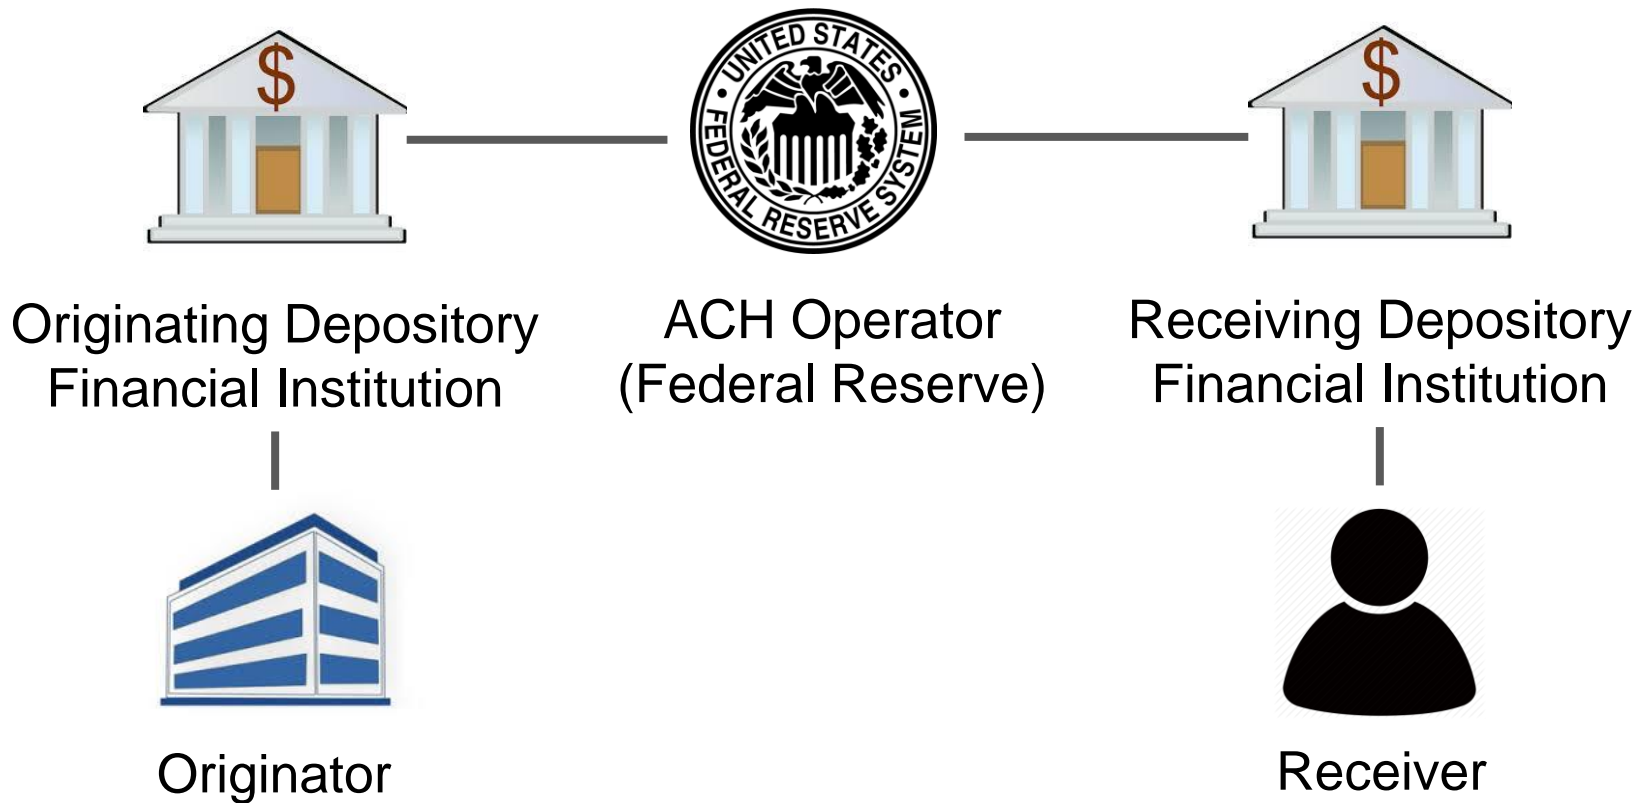 $
UNITED STATES
FEDERAL RESERVE SYSTEM
$
Originating Depository
Financial Institution
ACH Operator
(Federal Reserve)
Receiving Depository
Financial Institution
Originator
Receiver